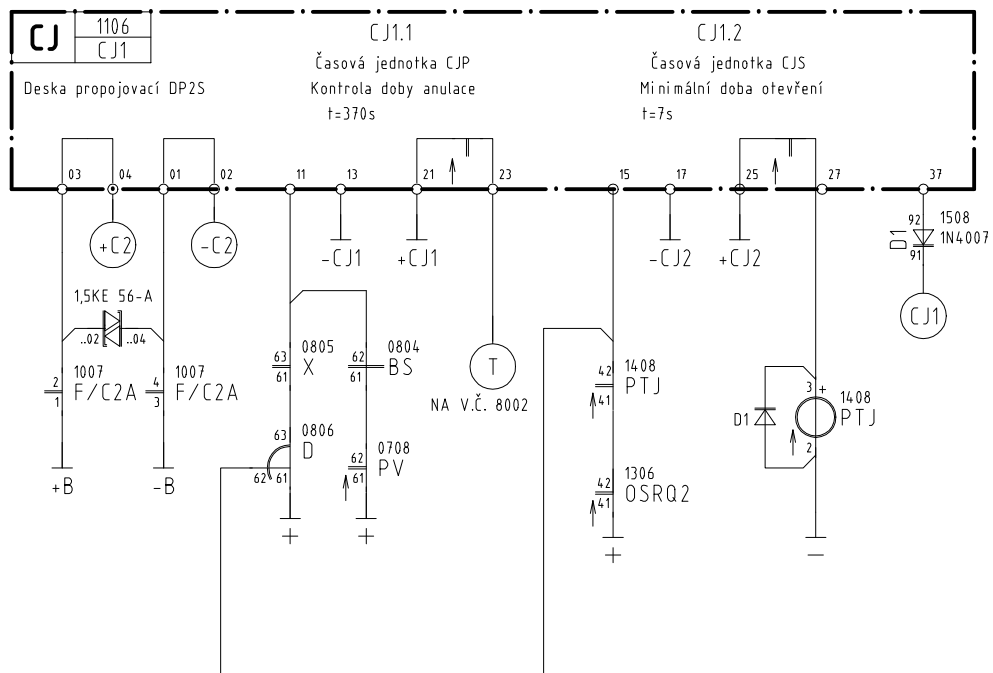 CJ
1106
CJ1
Deska propojovací DP2S
CJ1.1
Časová jednotka CJP
Kontrola doby anulace
t=370s
CJ1.2
Časová jednotka CJS
Minimální doba otevření
t=7s
03 04 01 02 11 13 21 23 15 17 25 27 37
+C2
-C2
-CJ1
+CJ1
-CJ2
+CJ2
92
D1
91
1508
1N4007
CJ1
1,5KE 56-A
..02 ..04
2
1
1007
F/C2A
4
3
1007
F/C2A
+B
-B
63
61
0805
X
62
61
0804
BS
63
62 61
0806
D
62
61
0708
PV
+
+
T
NA V.Č. 8002
42
41
1408
PTJ
42
41
1306
OSRQ2
+
D1
3 +
2
1408
PTJ
-